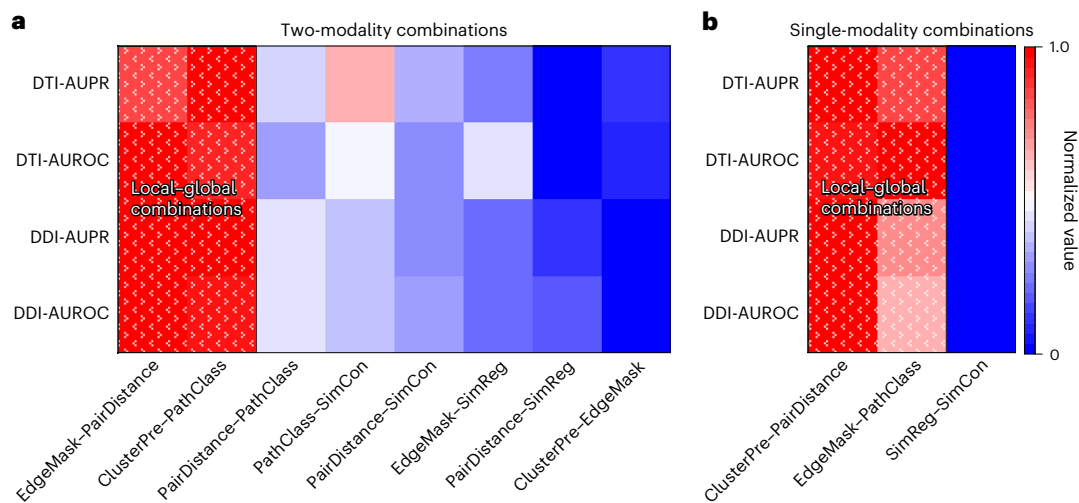 a
Two-modality combinations
DTI-AUPR
DTI-AUROC
DDI-AUPR
DDI-AUROC
Local–global
combinations
EdgeMask–PairDistance
ClusterPre–PathClass
PairDistance–PathClass
PathClass–SimCon
PairDistance–SimCon
EdgeMask–SimReg
PairDistance–SimReg
ClusterPre–EdgeMask
b
Single-modality combinations
DTI-AUPR
DTI-AUROC
DDI-AUPR
DDI-AUROC
Local–global
combinations
ClusterPre–PairDistance
EdgeMask–PathClass
SimReg–SimCon
1.0
0
Normalized value